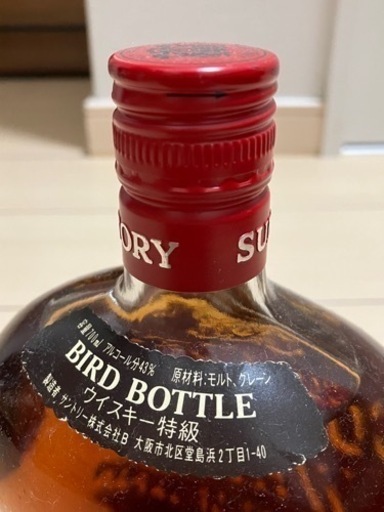 ORY SU
容量700ml アルコール分43% 原材料:モルト、グレーン
BIRD BOTTLE
ウイスキー特級
製造者 サントリー株式会社B 大阪市北区堂島浜2丁目1-40